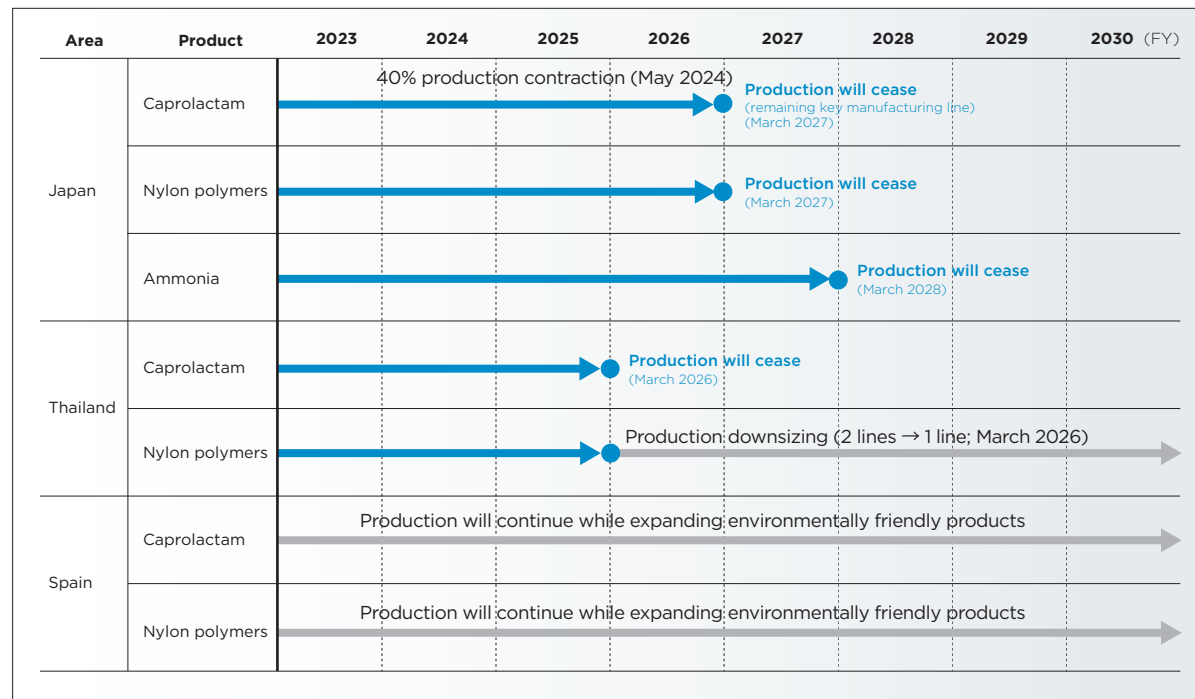 Area Product 2023 2024 2025 2026 2027 2028 2029 2030 (FY)
Japan
Caprolactam
40% production contraction (May 2024)
Production will cease
(remaining key manufacturing line)
(March 2027)
Nylon polymers
Production will cease
(March 2027)
Ammonia
Production will cease
(March 2028)
Thailand
Caprolactam
Production will cease
(March 2026)
Nylon polymers
Production downsizing (2 lines → 1 line; March 2026)
Spain
Caprolactam
Production will continue while expanding environmentally friendly products
Nylon polymers
Production will continue while expanding environmentally friendly products